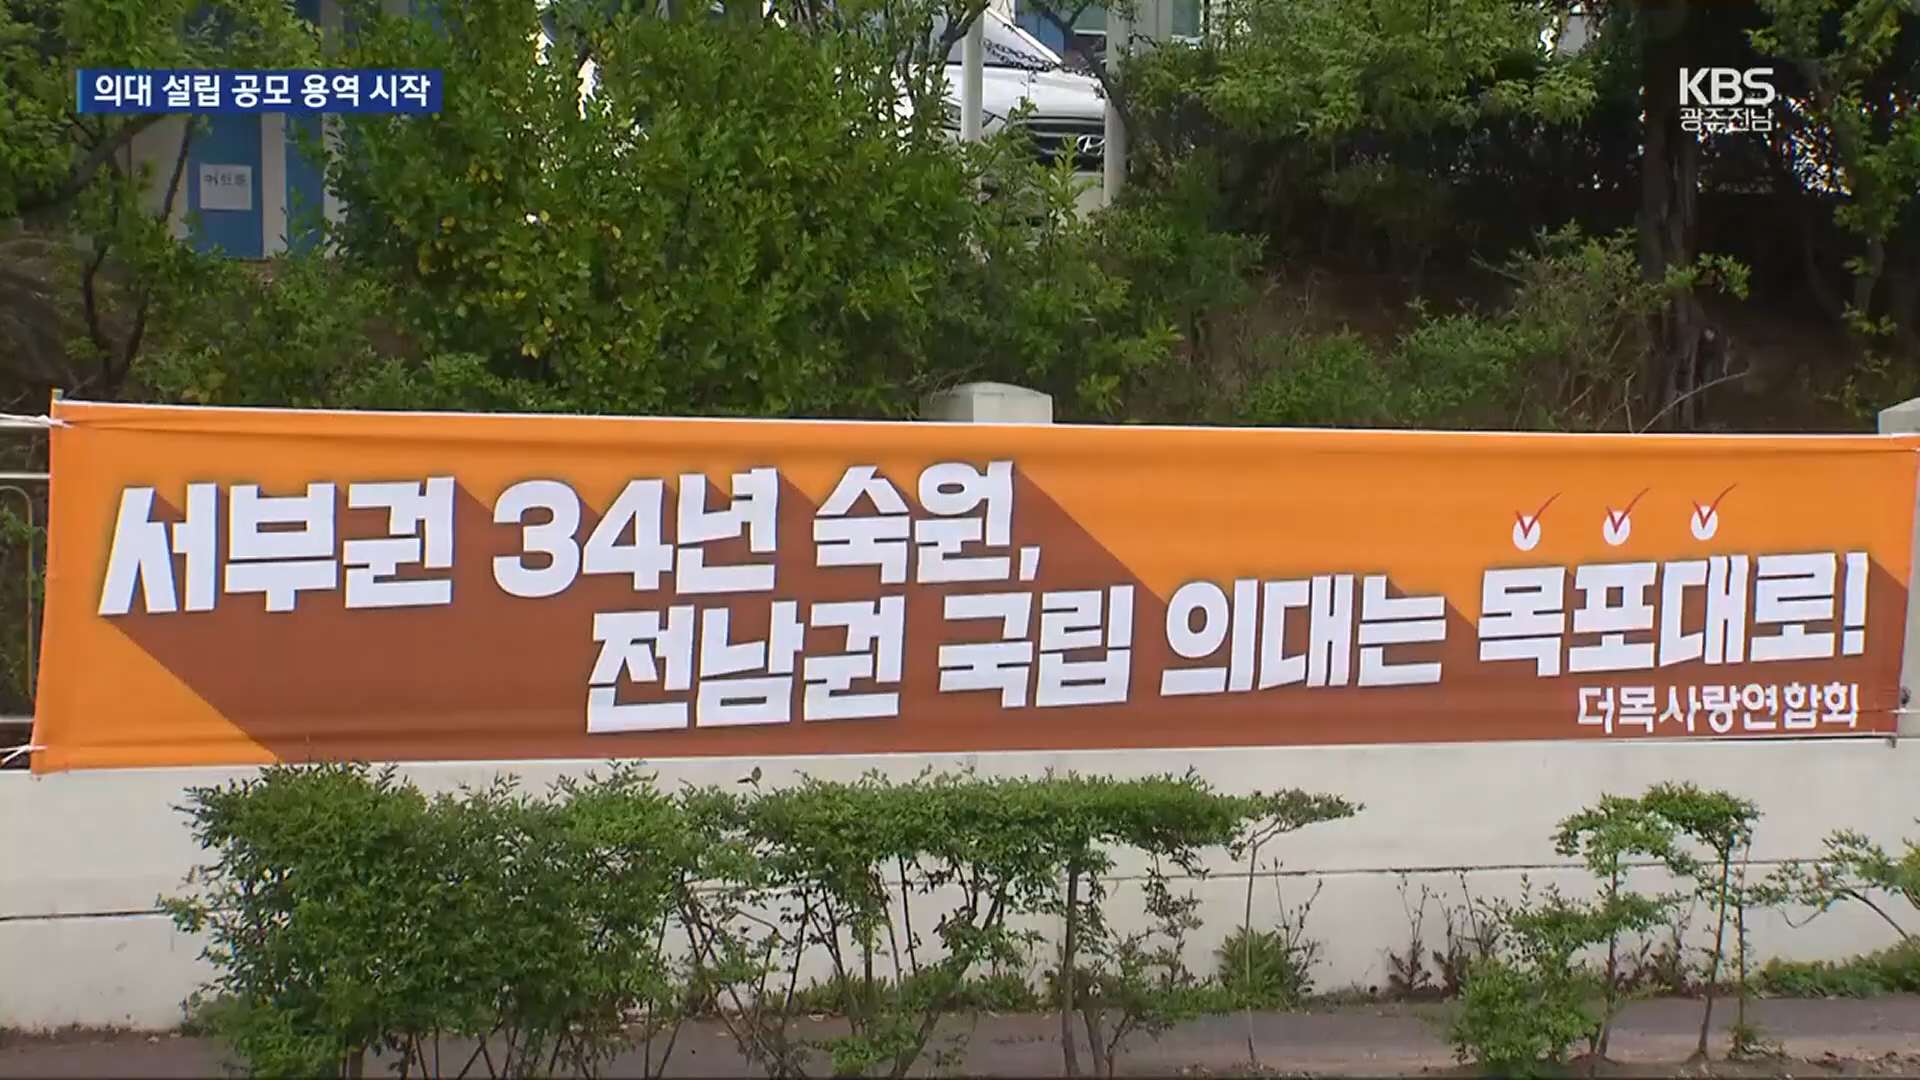 의대 설립 공모 용역 시작
KBS
광주전남
서부권 34년 숙원,
전남권 국립 의대는 목포대로!
더목사랑연합회